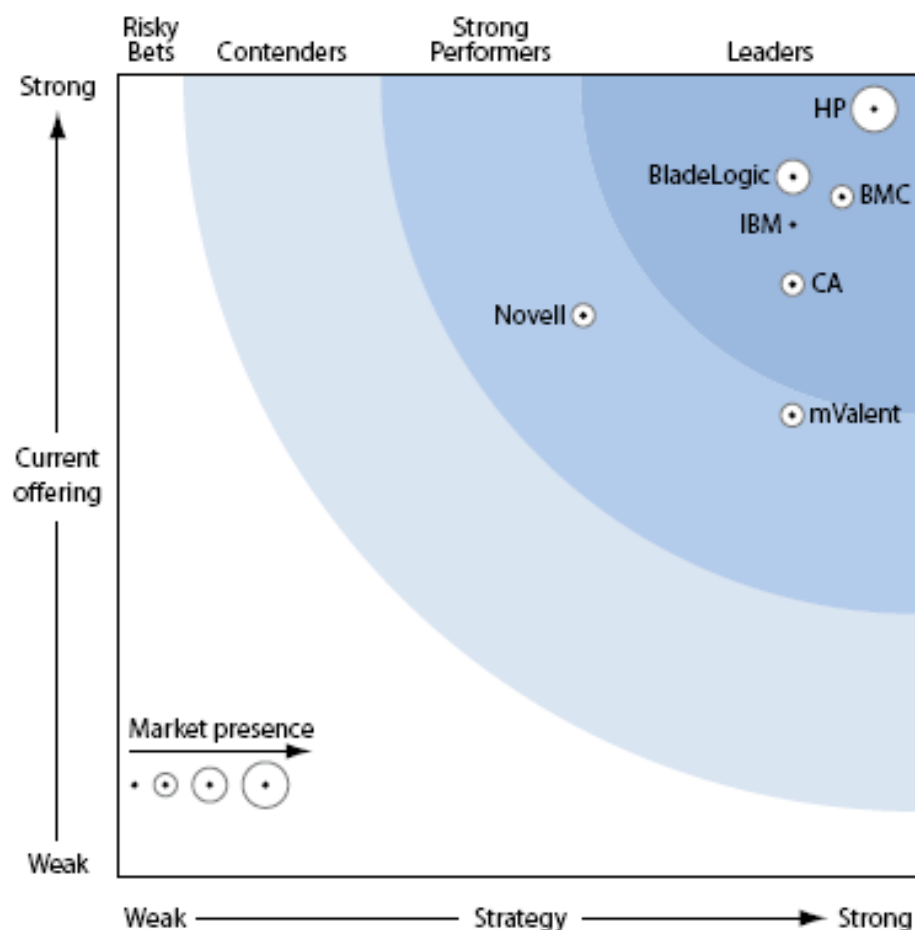 Risky
Bets
Contenders
Strong
Performers
Leaders
Strong
HP
BladeLogic
BMC
IBM
CA
Novell
mValent
Current
offering
Market presence
Weak
Weak
Strategy
Strong